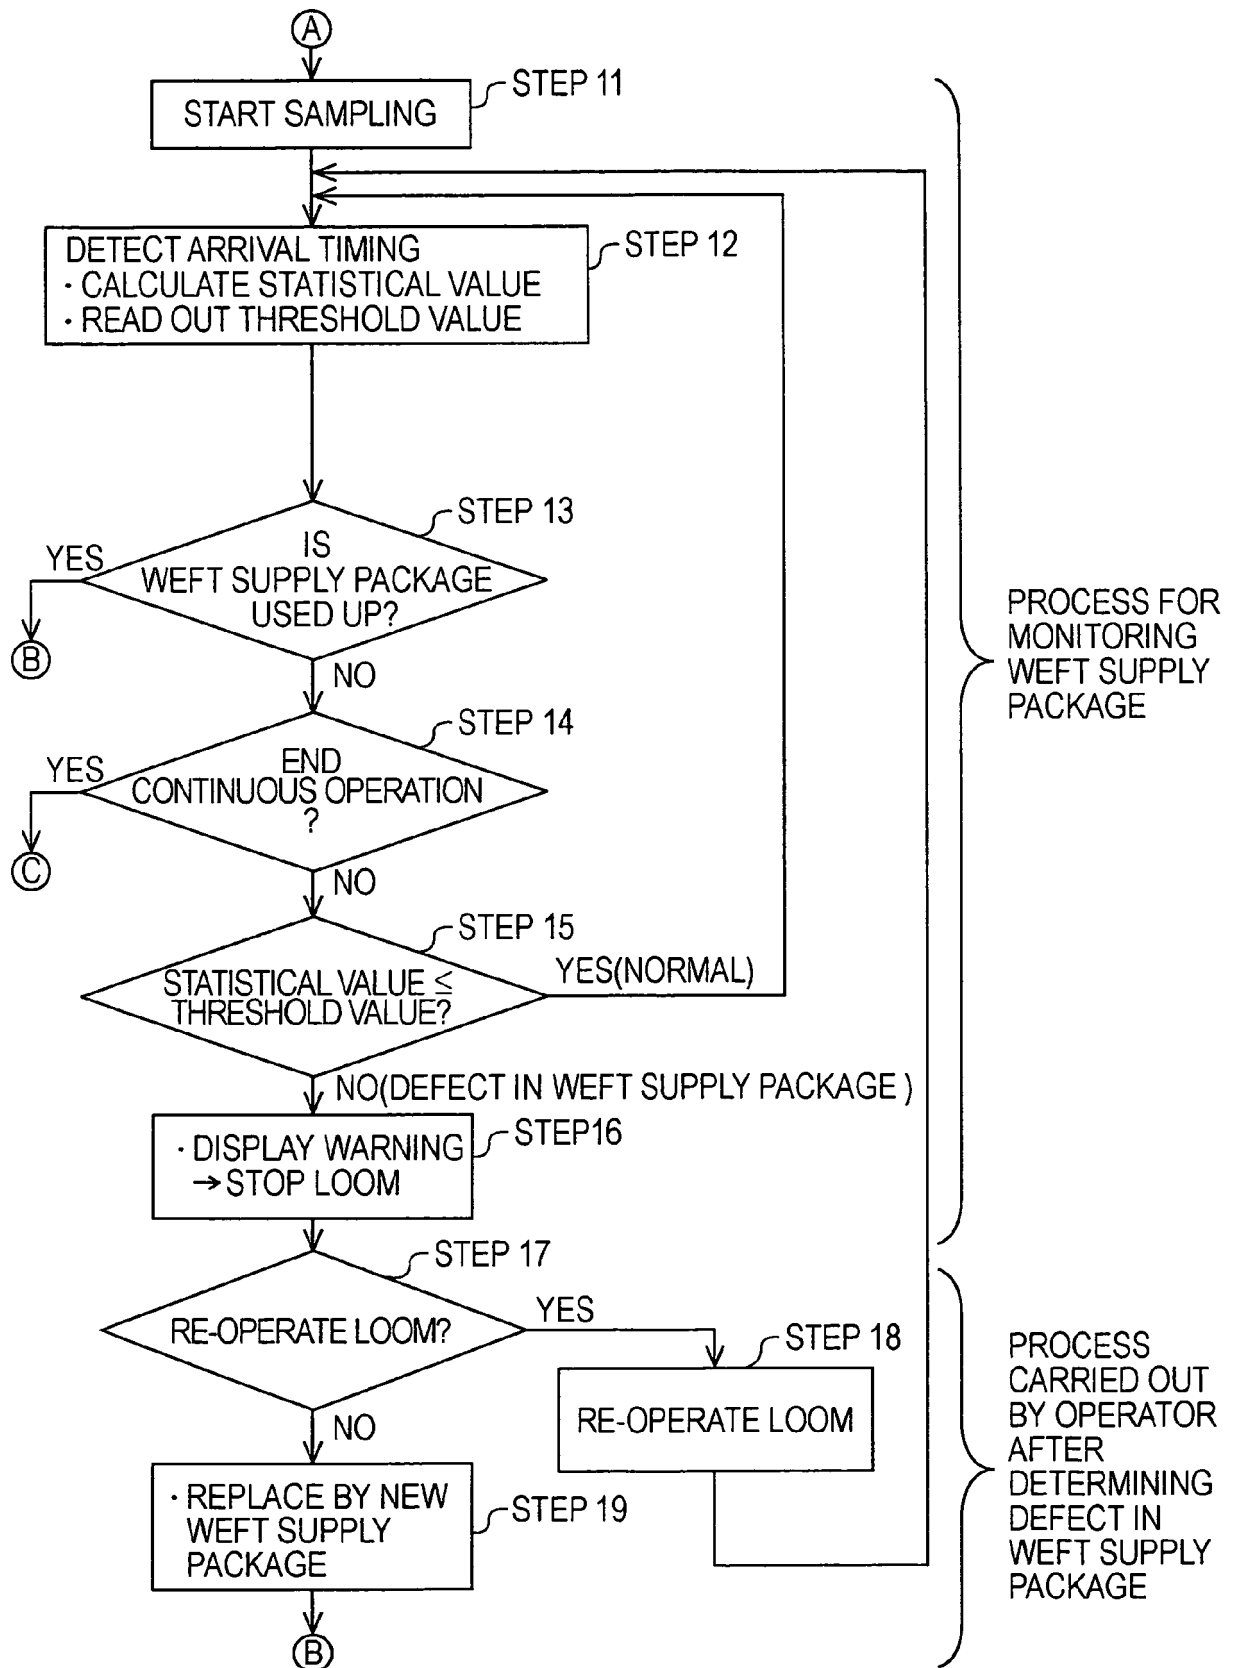 A
STEP 11
START SAMPLING
STEP 12
DETECT ARRIVAL TIMING
· CALCULATE STATISTICAL VALUE
· READ OUT THRESHOLD VALUE
STEP 13
YES
IS
WEFT SUPPLY PACKAGE
USED UP?
B
NO
STEP 14
YES
END
CONTINUOUS OPERATION
?
C
NO
STEP 15
STATISTICAL VALUE ≤
THRESHOLD VALUE?
YES(NORMAL)
NO(DEFECT IN WEFT SUPPLY PACKAGE)
STEP16
· DISPLAY WARNING
→STOP LOOM
PROCESS FOR
MONITORING
WEFT SUPPLY
PACKAGE
STEP 17
RE-OPERATE LOOM?
YES
STEP 18
RE-OPERATE LOOM
NO
STEP 19
· REPLACE BY NEW
WEFT SUPPLY
PACKAGE
B
PROCESS
CARRIED OUT
BY OPERATOR
AFTER
DETERMINING
DEFECT IN
WEFT SUPPLY
PACKAGE